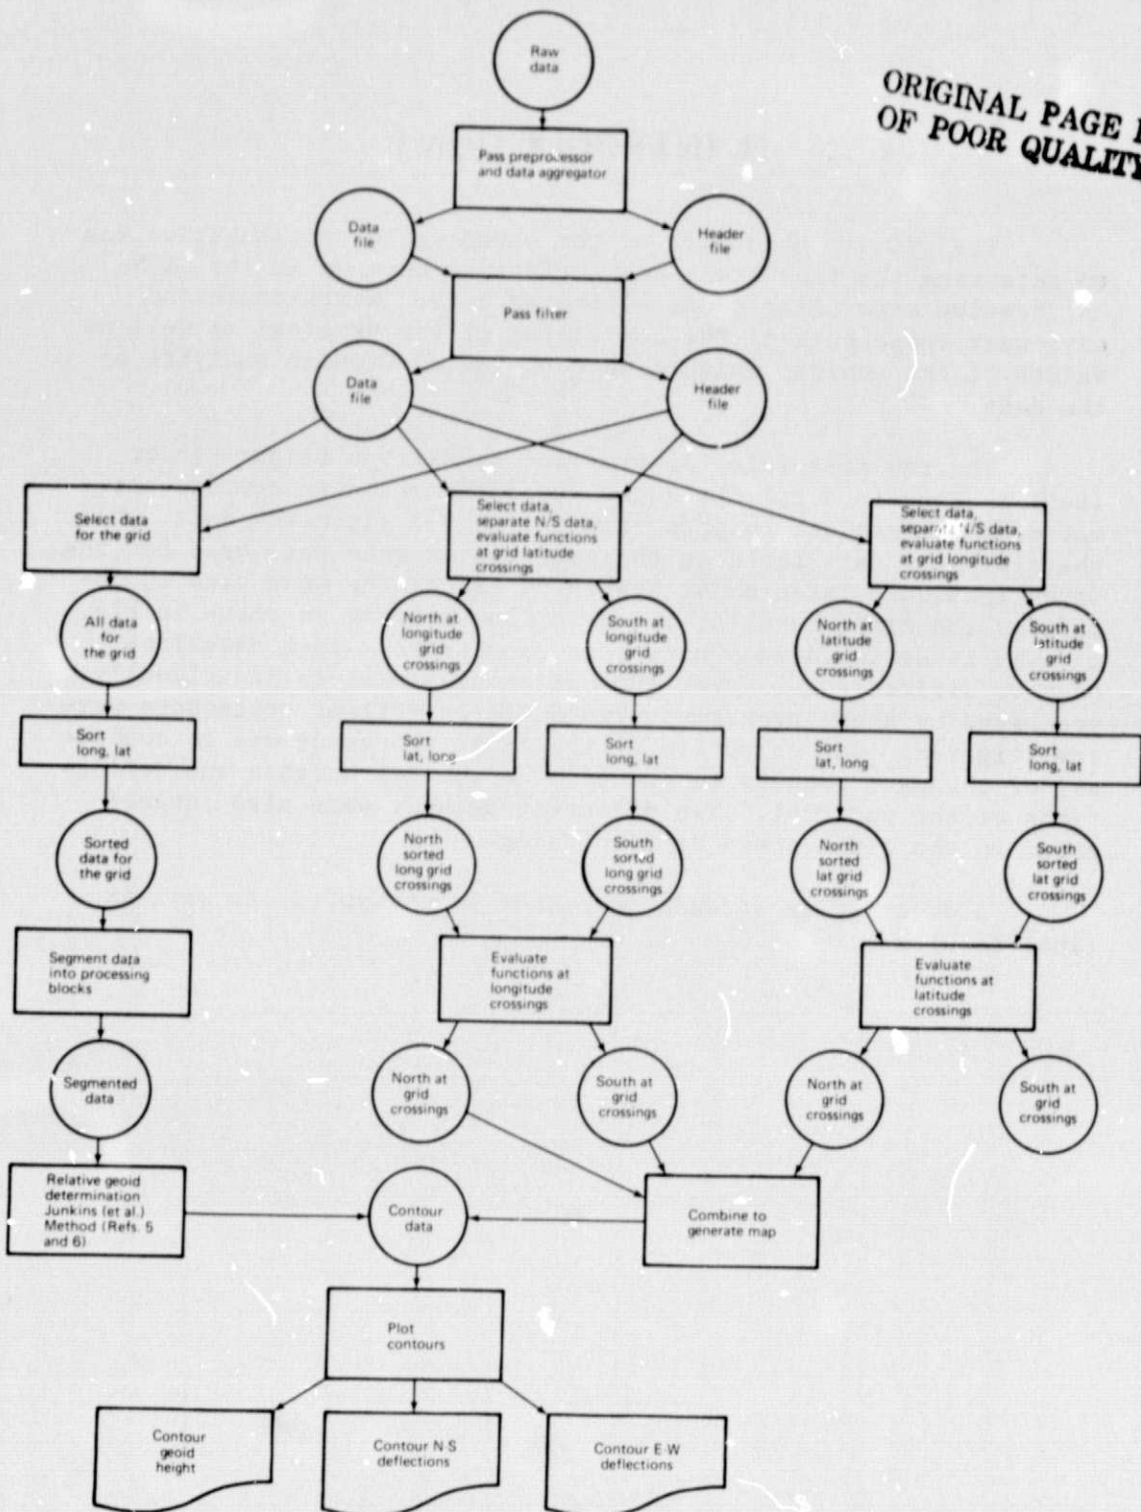 Raw
data
ORIGINAL PAGE
OF POOR QUALITY
Pass preprocessor
and data aggregator
Data
file
Header
file
Pass filter
Data
file
Header
file
Select data
for the grid
Select data,
separate N/S data,
evaluate functions
at grid latitude
crossings
Select data,
separate N/S data,
evaluate functions
at grid longitude
crossings
All data
for
the grid
North at
longitude
grid
crossings
South at
longitude
grid
crossings
North at
latitude
grid
crossings
South at
latitude
grid
crossings
Sort
long, lat
Sort
lat, long
Sort
long, lat
Sort
lat, long
Sort
long, lat
Sorted
data for
the grid
North
sorted
long grid
crossings
South
sorted
long grid
crossings
North
sorted
lat grid
crossings
South
sorted
lat grid
crossings
Segment data
into processing
blocks
Evaluate
functions at
longitude
crossings
Evaluate
functions at
latitude
crossings
Segmented
data
North at
grid
crossings
South at
grid
crossings
North at
grid
crossings
South at
grid
crossings
Relative geoid
determination
Junkins (et al.)
Method (Refs. 5
and 6)
Contour
data
Combine to
generate map
Plot
contours
Contour
geoid
height
Contour N-S
deflections
Contour E-W
deflections